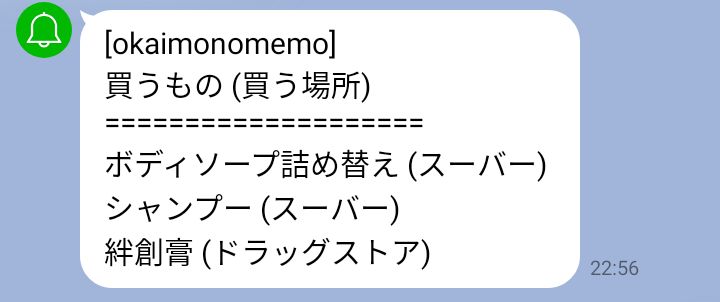 [okaimonomemo]
買うもの (買う場所)
====================
ボディソープ詰め替え (スーパー)
シャンプー (スーパー)
絆創膏 (ドラッグストア)
22:56